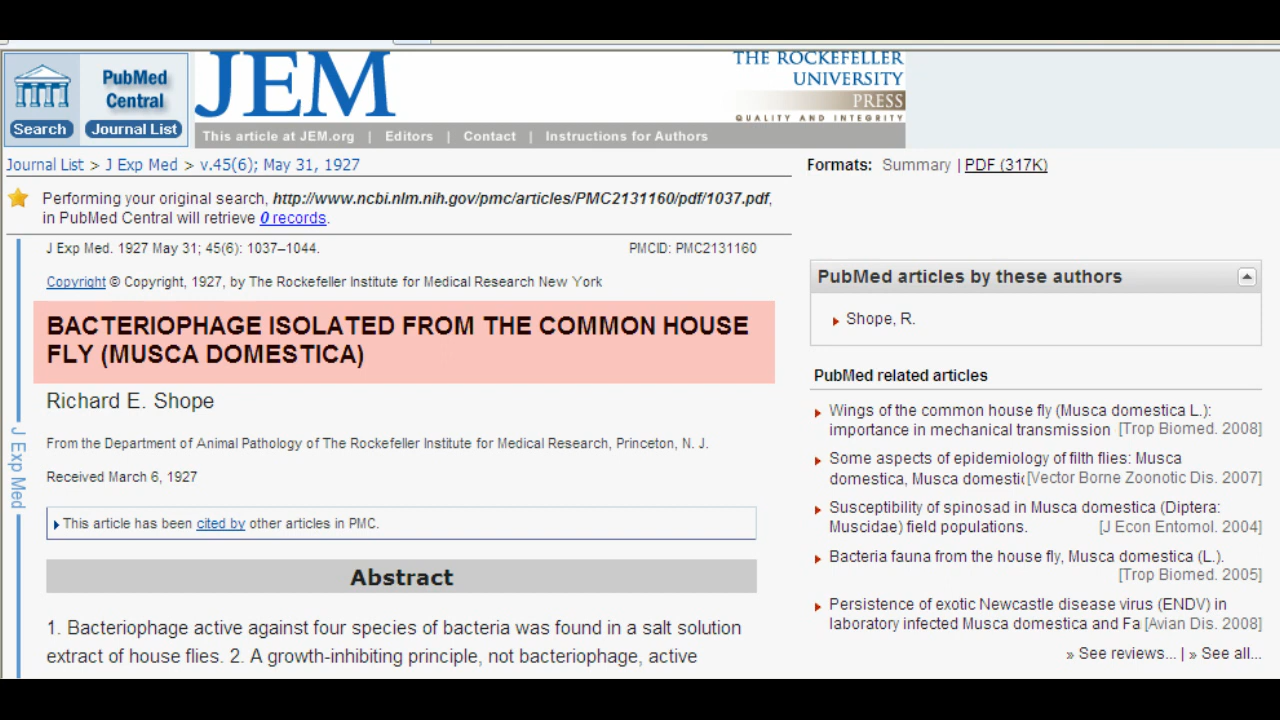 PubMed
Central
Search
Journal List
JEM
THE ROCKEFELLER
UNIVERSITY
PRESS
QUALITY AND INTEGRITY
This article at JEM.org | Editors | Contact | Instructions for Authors
Journal List > J Exp Med > v.45(6); May 31, 1927
Performing your original search, http://www.ncbi.nlm.nih.gov/pmc/articles/PMC2131160/pdf/1037.pdf,
in PubMed Central will retrieve 0 records.
J Exp Med. 1927 May 31; 45(6): 1037–1044.
PMCID: PMC2131160
Copyright © Copyright, 1927, by The Rockefeller Institute for Medical Research New York
BACTERIOPHAGE ISOLATED FROM THE COMMON HOUSE
FLY (MUSCA DOMESTICA)
Richard E. Shope
From the Department of Animal Pathology of The Rockefeller Institute for Medical Research, Princeton, N. J.
Received March 6, 1927
This article has been cited by other articles in PMC.
Abstract
1. Bacteriophage active against four species of bacteria was found in a salt solution
extract of house flies. 2. A growth-inhibiting principle, not bacteriophage, active
J Exp Med
Formats: Summary | PDF (317K)
PubMed articles by these authors
Shope, R.
PubMed related articles
Wings of the common house fly (Musca domestica L.):
importance in mechanical transmission [Trop Biomed. 2008]
Some aspects of epidemiology of filth flies: Musca
domestica, Musca domesti [Vector Borne Zoonotic Dis. 2007]
Susceptibility of spinosad in Musca domestica (Diptera:
Muscidae) field populations. [J Econ Entomol. 2004]
Bacteria fauna from the house fly, Musca domestica (L.).
[Trop Biomed. 2005]
Persistence of exotic Newcastle disease virus (ENDV) in
laboratory infected Musca domestica and Fa [Avian Dis. 2008]
» See reviews... | » See all...